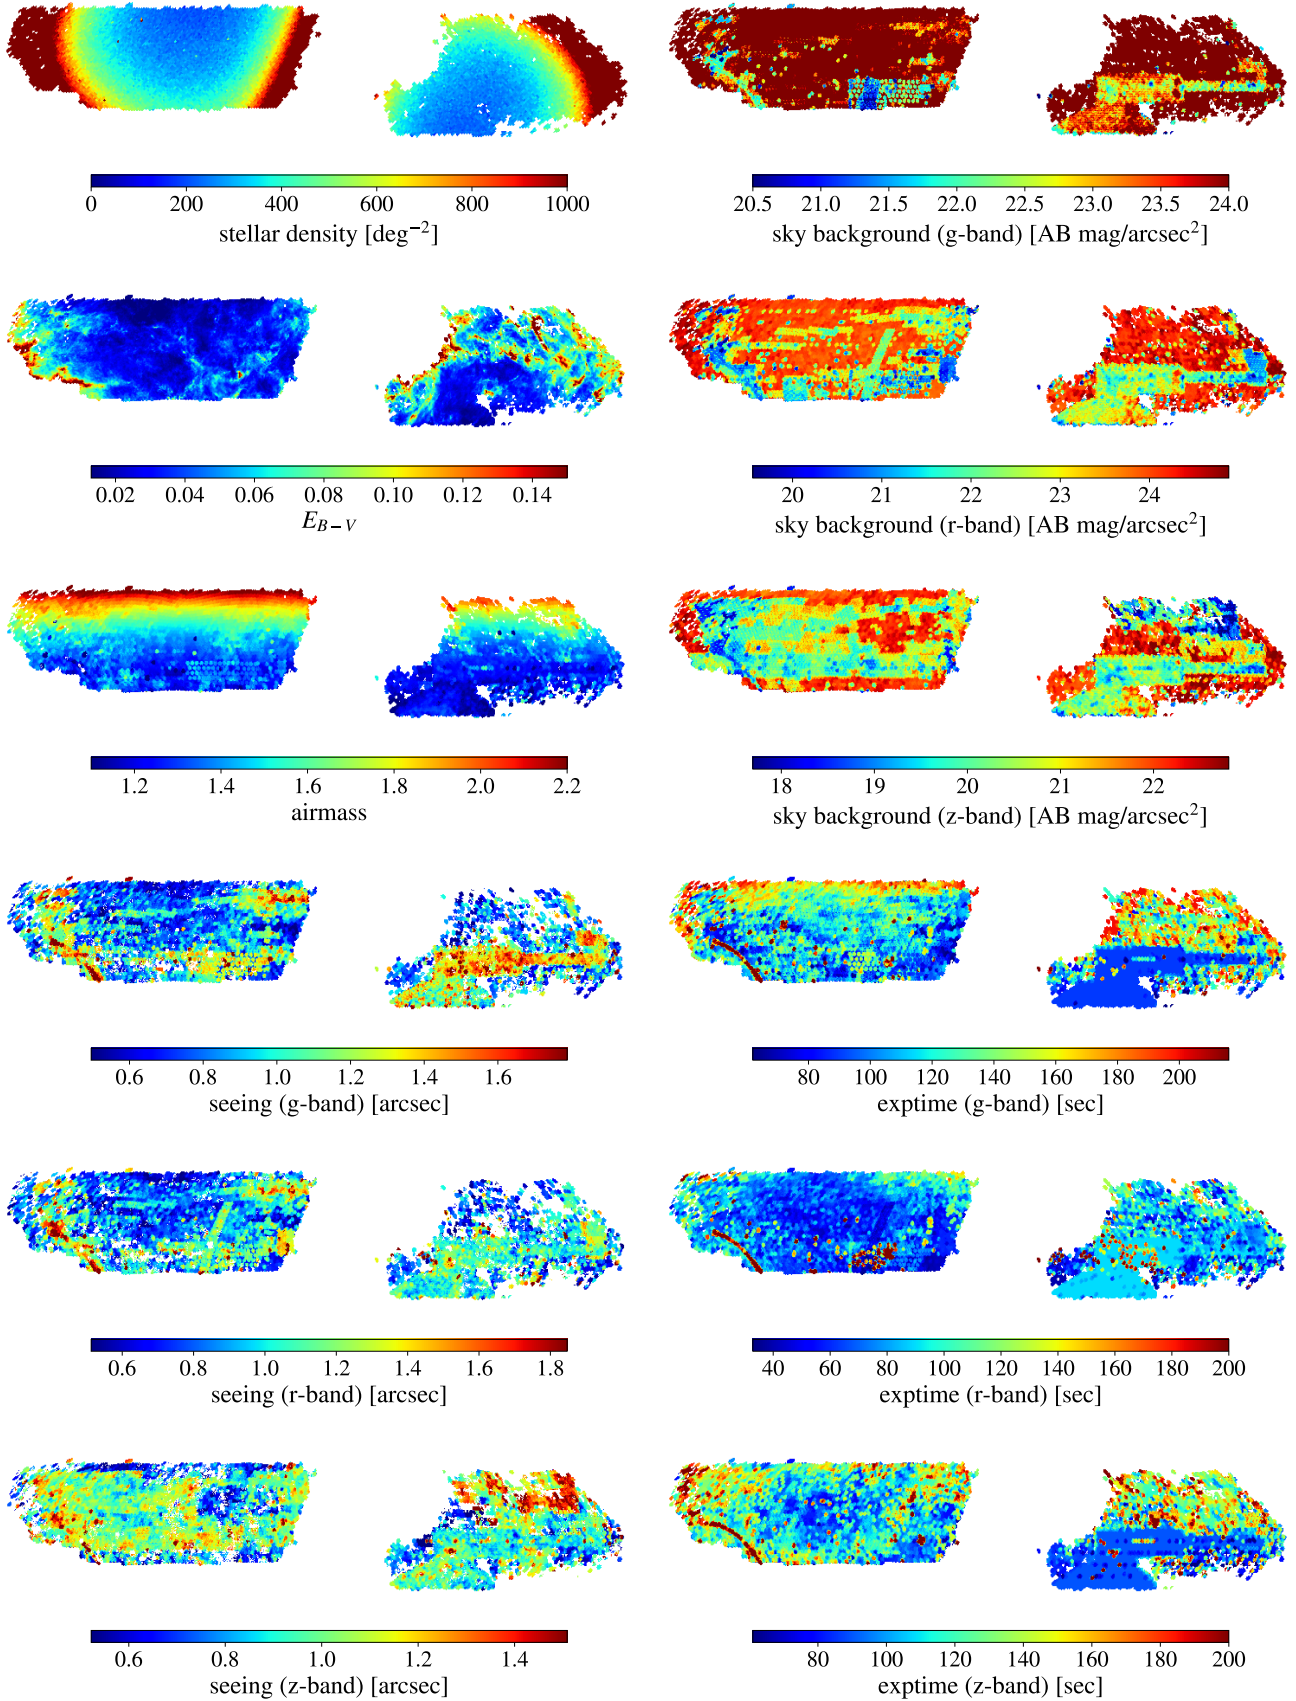 0 200 400 600 800 1000
stellar density [deg⁻²]
20.5 21.0 21.5 22.0 22.5 23.0 23.5 24.0
sky background (g-band) [AB mag/arcsec²]
0.02 0.04 0.06 0.08 0.10 0.12 0.14
E_{B−V}
20 21 22 23 24
sky background (r-band) [AB mag/arcsec²]
1.2 1.4 1.6 1.8 2.0 2.2
airmass
18 19 20 21 22
sky background (z-band) [AB mag/arcsec²]
0.6 0.8 1.0 1.2 1.4 1.6
seeing (g-band) [arcsec]
80 100 120 140 160 180 200
exptime (g-band) [sec]
0.6 0.8 1.0 1.2 1.4 1.6 1.8
seeing (r-band) [arcsec]
40 60 80 100 120 140 160 180 200
exptime (r-band) [sec]
0.6 0.8 1.0 1.2 1.4
seeing (z-band) [arcsec]
80 100 120 140 160 180 200
exptime (z-band) [sec]